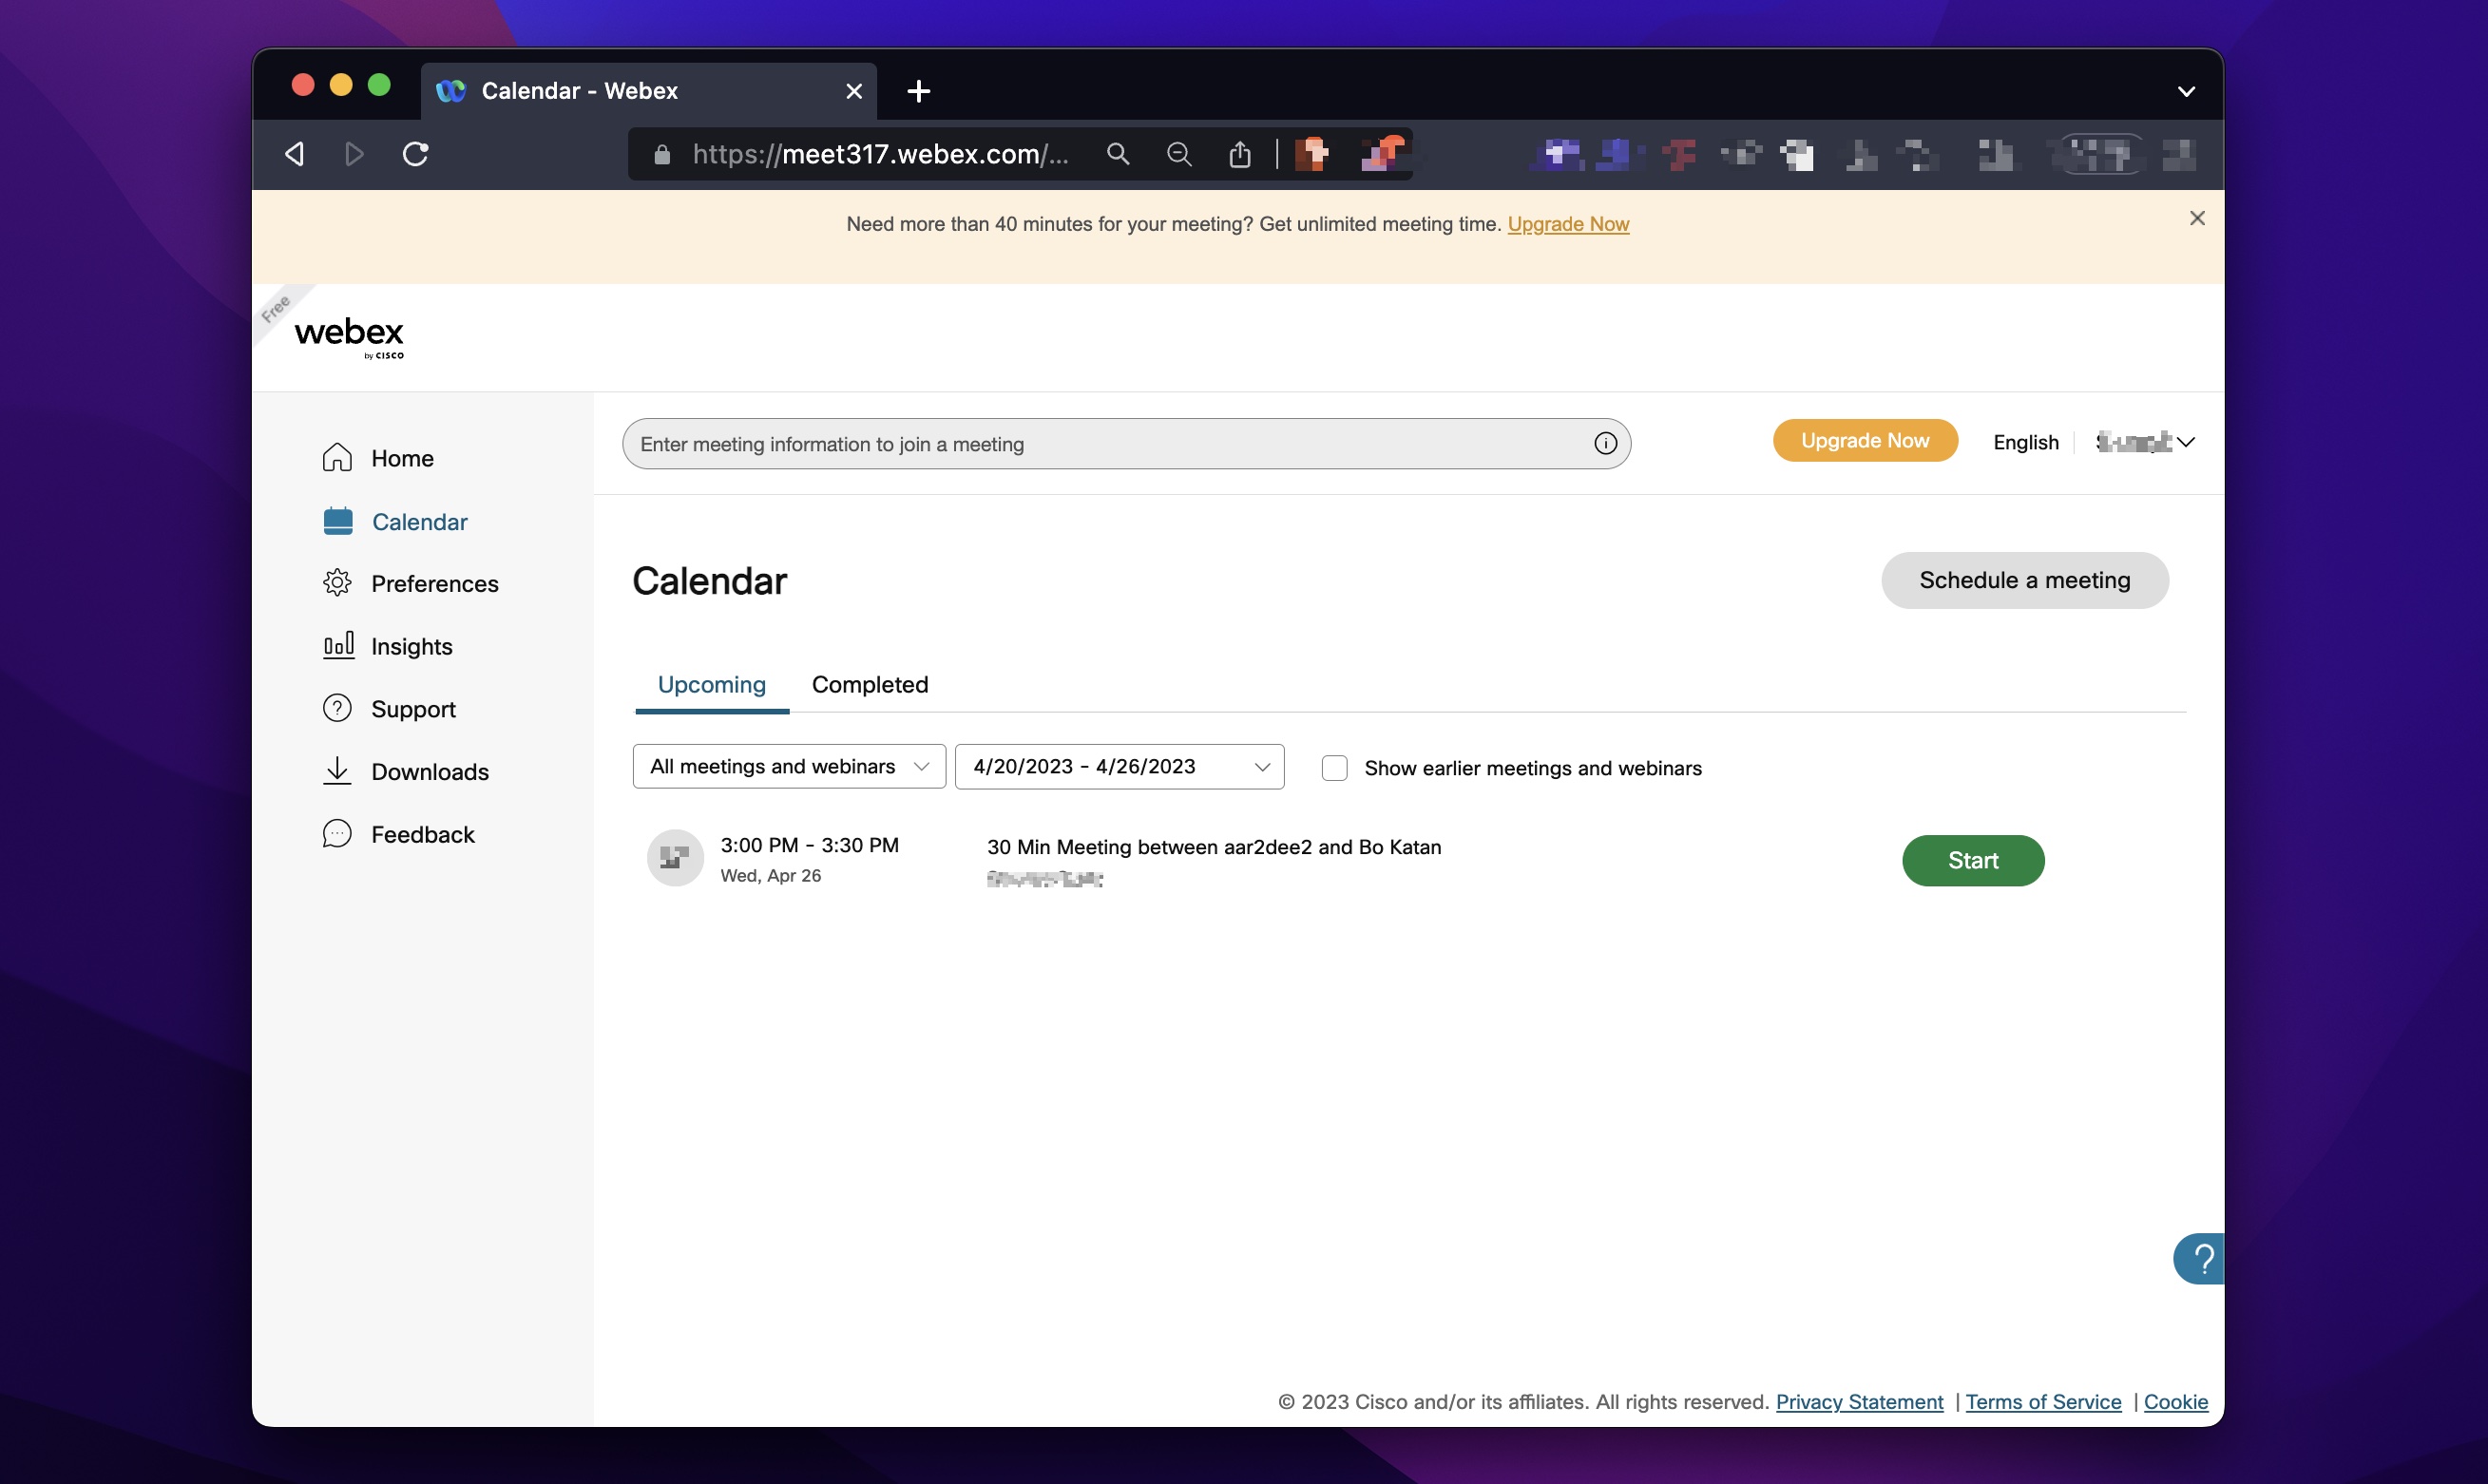 Calendar - Webex
https://meet317.webex.com/...
Need more than 40 minutes for your meeting? Get unlimited meeting time. Upgrade Now
Free
webex
by CISCO
Enter meeting information to join a meeting
Upgrade Now
English
Home
Calendar
Preferences
Insights
Support
Downloads
Feedback
Calendar
Schedule a meeting
Upcoming
Completed
All meetings and webinars
4/20/2023 - 4/26/2023
Show earlier meetings and webinars
3:00 PM - 3:30 PM
Wed, Apr 26
30 Min Meeting between aar2dee2 and Bo Katan
Start
?
© 2023 Cisco and/or its affiliates. All rights reserved. Privacy Statement | Terms of Service | Cookie